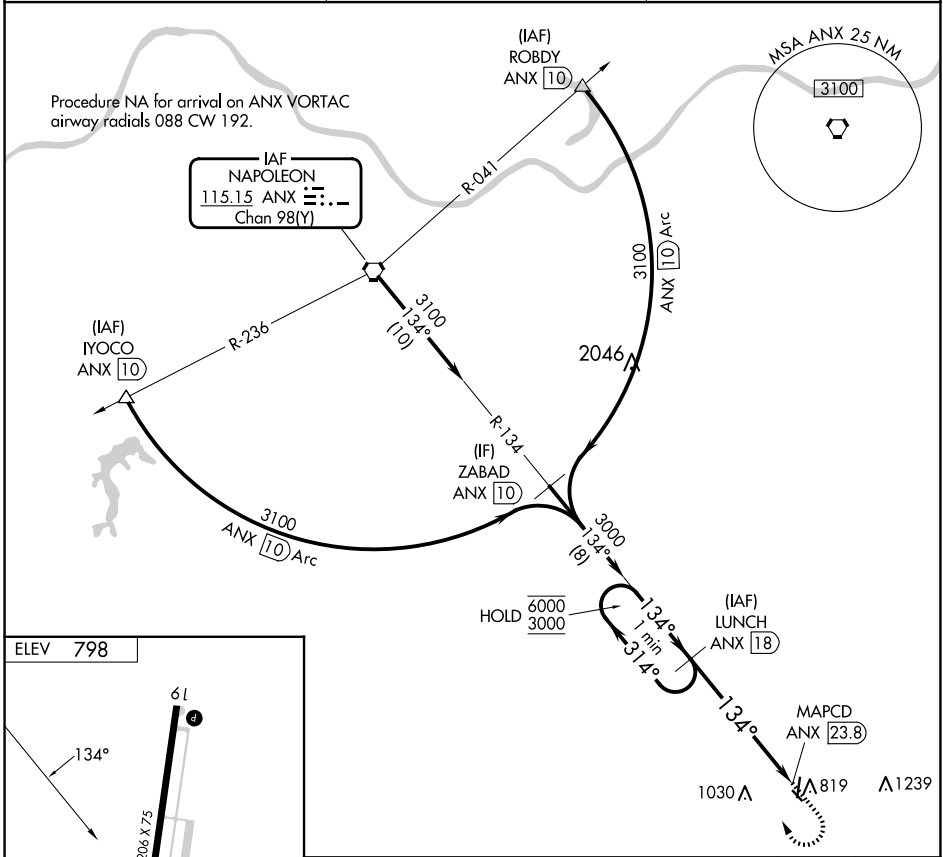 (IAF)
ROBDY
ANX 10
MSA ANX 25 NM
3100
Procedure NA for arrival on ANX VORTAC
airway radials 088 CW 192.
IAF
NAPOLEON
115.15 ANX
Chan 98(Y)
R-041
3100
ANX 10 Arc
3100
134°
(10)
R-236
(IAF)
IYOCO
ANX 10
2046
R-134
(IF)
ZABAD
ANX 10
3100
ANX 10 Arc
3000
134°
(8)
HOLD 6000
3000
134°
1 min
314°
(IAF)
LUNCH
ANX 18
134°
MAPCD
ANX 23.8
1030
819
1239
ELEV 798
19
P
134°
206 X 75